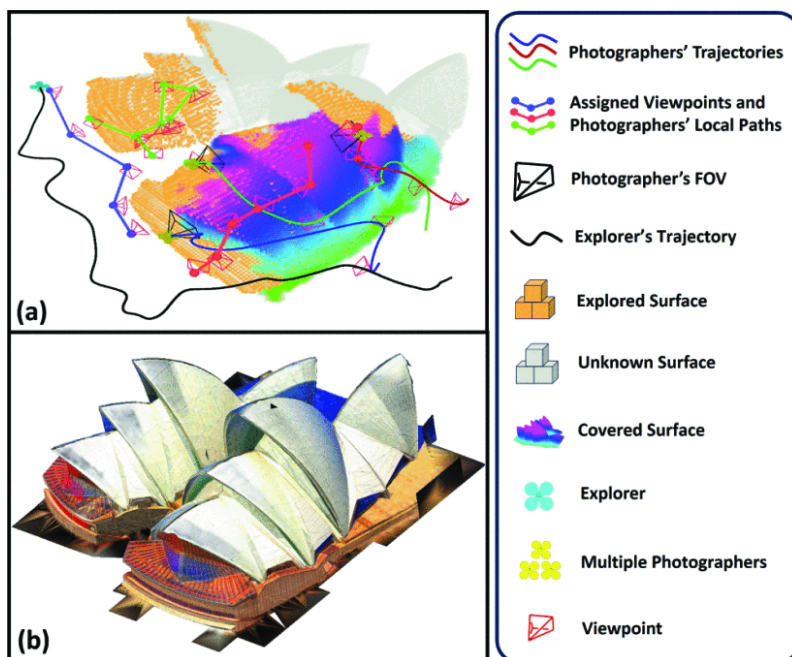 (a)
(b)
Photographers' Trajectories
Assigned Viewpoints and
Photographers' Local Paths
Photographer's FOV
Explorer's Trajectory
Explored Surface
Unknown Surface
Covered Surface
Explorer
Multiple Photographers
Viewpoint